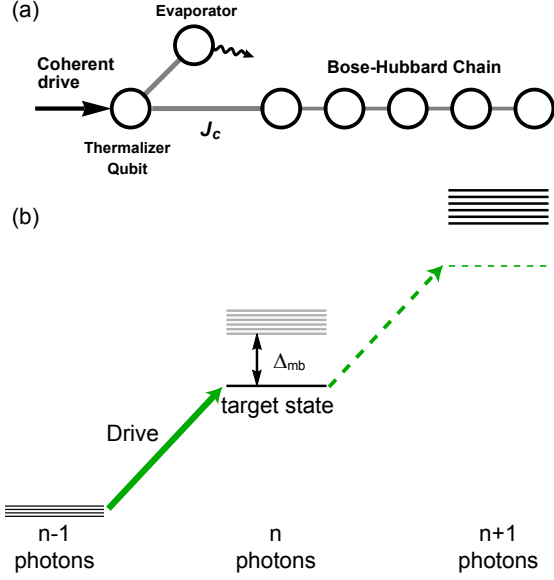 (a)
Evaporator
Coherent
drive
Bose-Hubbard Chain
J_c
Thermalizer
Qubit
(b)
Δ_mb
target state
Drive
n-1
photons
n
photons
n+1
photons